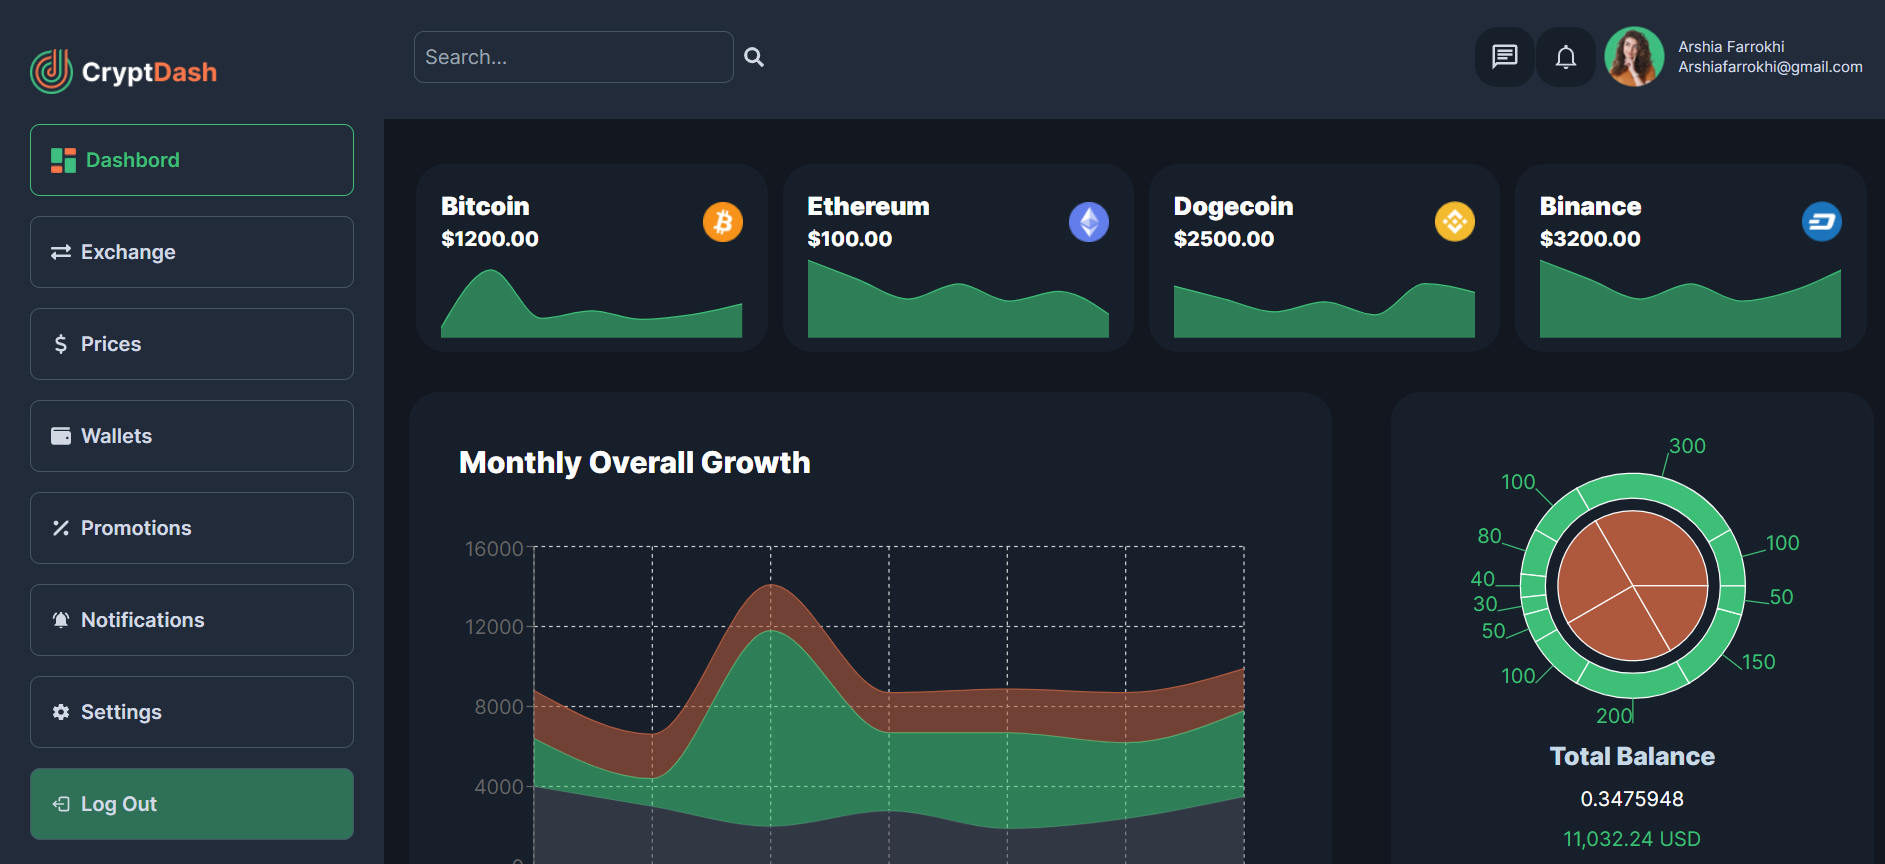 CryptDash
Search...
Arshia Farrokhi
Arshiafarrokhi@gmail.com
Dashbord
Exchange
Prices
Wallets
Promotions
Notifications
Settings
Log Out
Bitcoin
$1200.00
Ethereum
$100.00
Dogecoin
$2500.00
Binance
$3200.00
Monthly Overall Growth
16000
12000
8000
4000
0
300
100
100
80
40
30
50
50
100
150
200
Total Balance
0.3475948
11,032.24 USD